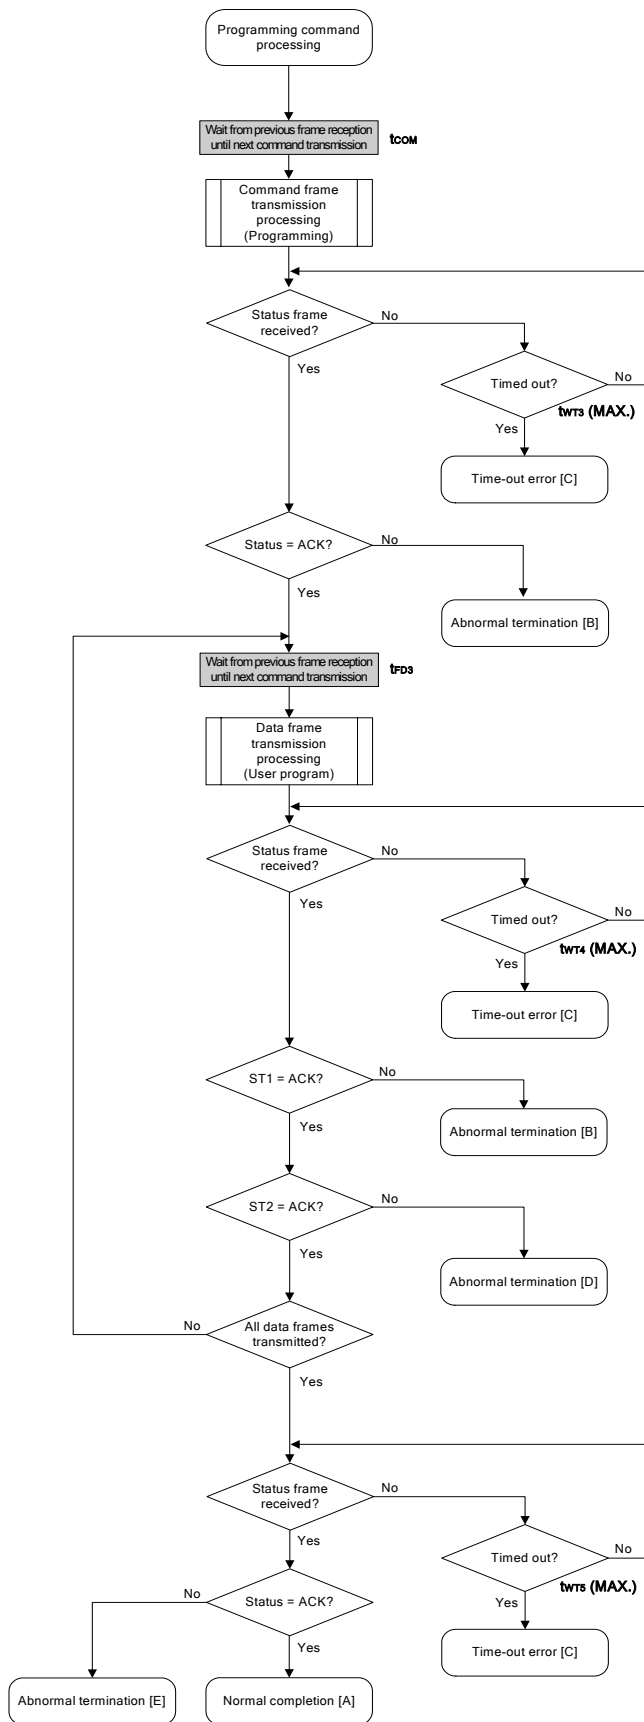 Programming command
processing
Wait from previous frame reception
until next command transmission
tCOM
Command frame
transmission
processing
(Programming)
Status frame
received?
No
Yes
Timed out?
No
tWT3 (MAX.)
Yes
Time-out error [C]
Status = ACK?
No
Yes
Abnormal termination [B]
Wait from previous frame reception
until next command transmission
tFD3
Data frame
transmission
processing
(User program)
Status frame
received?
No
Yes
Timed out?
No
tWT4 (MAX.)
Yes
Time-out error [C]
ST1 = ACK?
No
Yes
Abnormal termination [B]
ST2 = ACK?
No
Yes
Abnormal termination [D]
All data frames
transmitted?
No
Yes
Status frame
received?
No
Yes
Timed out?
No
tWT5 (MAX.)
Yes
Time-out error [C]
Status = ACK?
No
Yes
Abnormal termination [E]
Normal completion [A]